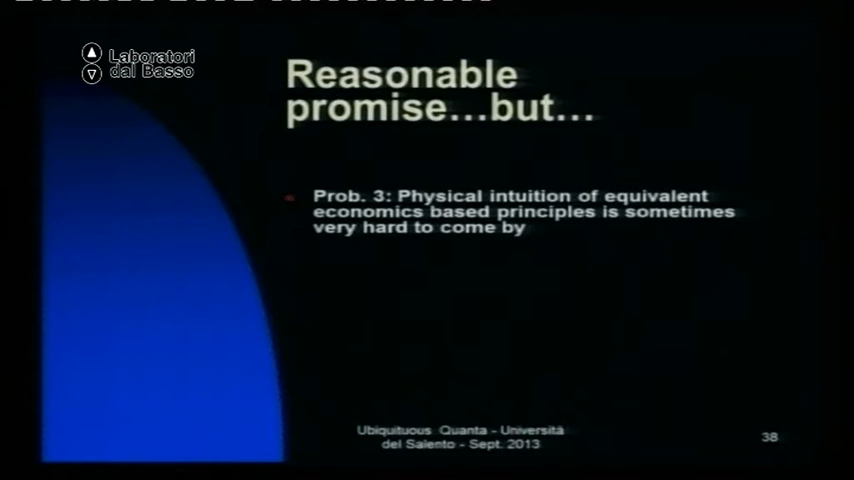 Laboratori
dal Basso
Reasonable
promise...but...
Prob. 3: Physical intuition of equivalent
economics based principles is sometimes
very hard to come by
Ubiquituous Quanta - Università
del Salento - Sept. 2013
38